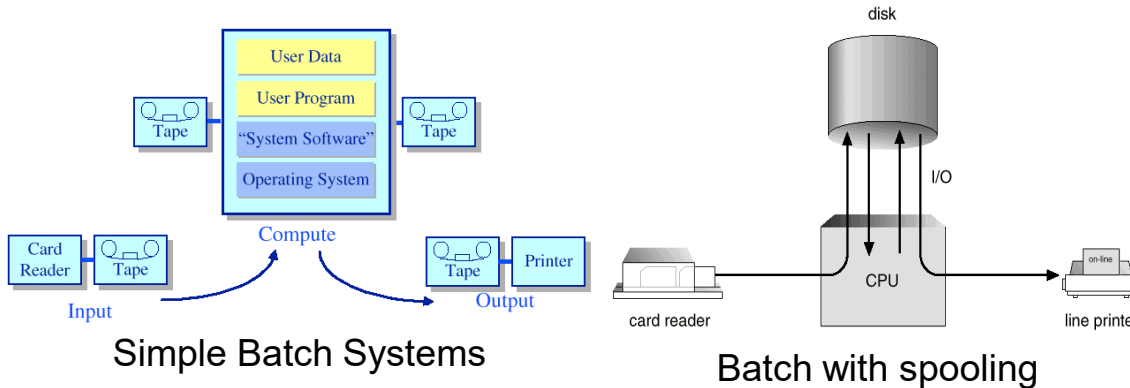 User Data
User Program
"System Software"
Operating System
Tape
Tape
Compute
Card
Reader
Tape
Input
Tape
Printer
Output
Simple Batch Systems
disk
I/O
CPU
on-line
card reader
line printe
Batch with spooling